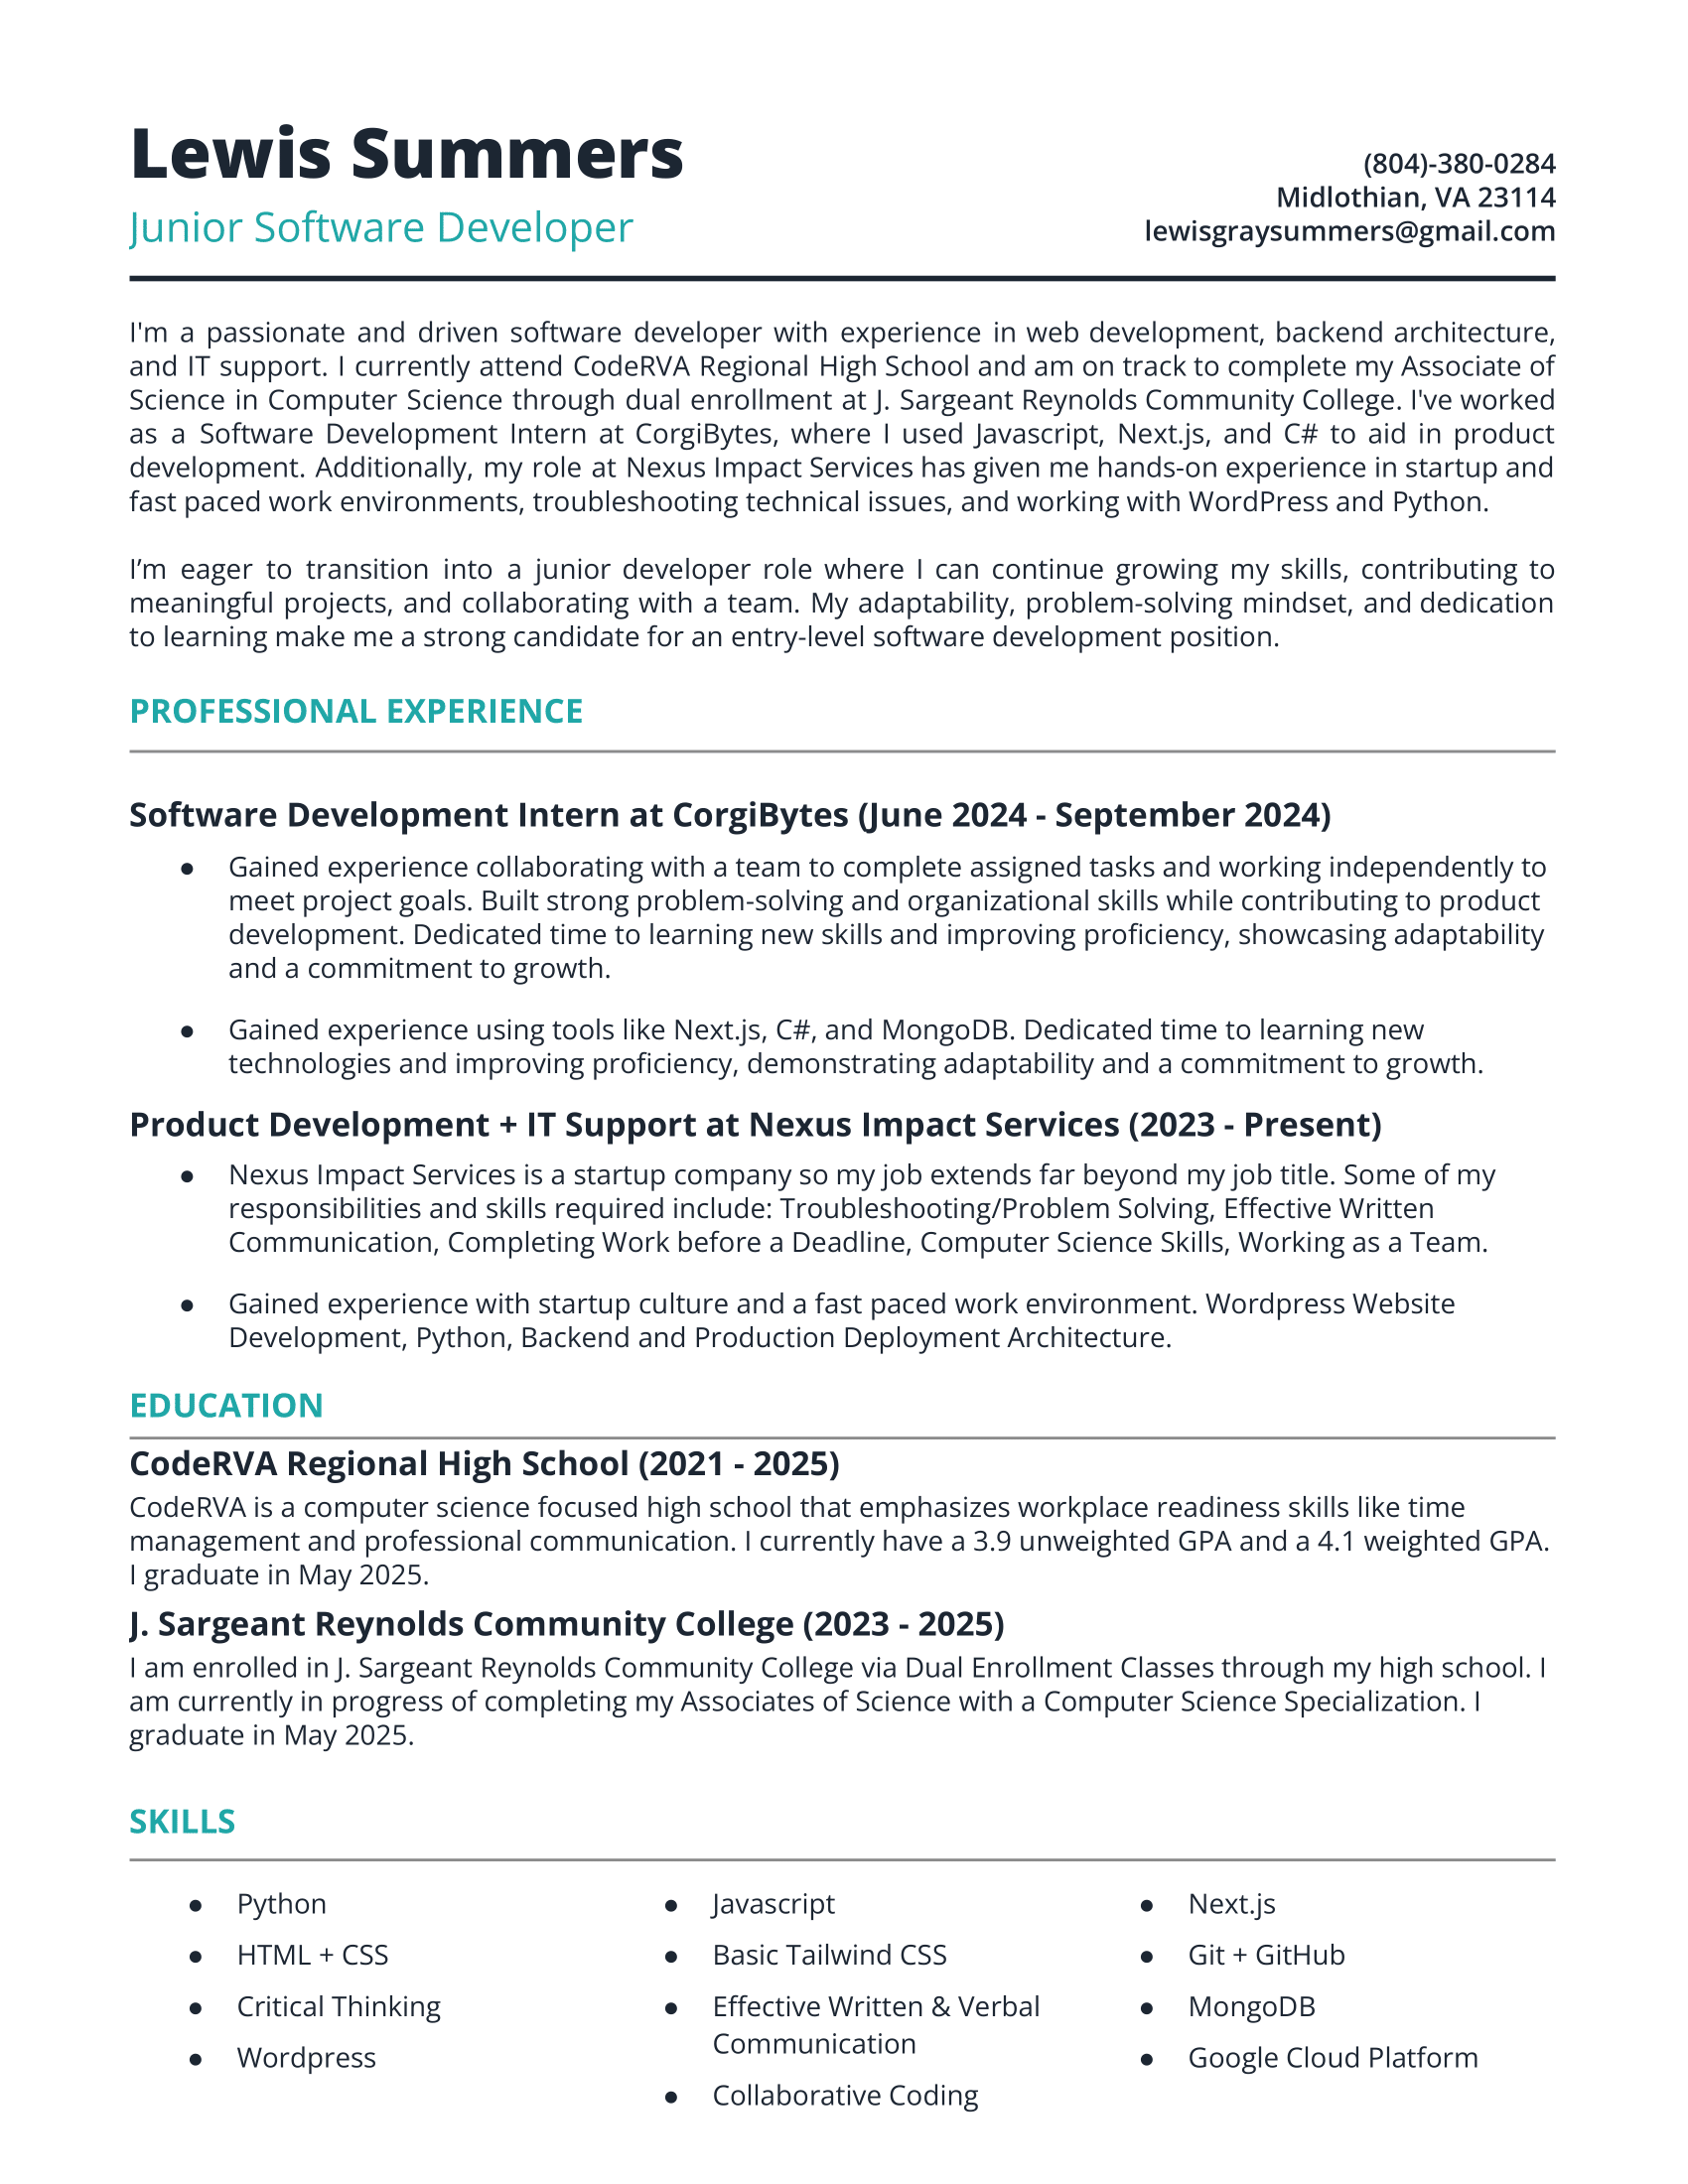 Lewis Summers
Junior Software Developer
(804)-380-0284
Midlothian, VA 23114
lewisgraysummers@gmail.com
I'm a passionate and driven software developer with experience in web development, backend architecture,
and IT support. I currently attend CodeRVA Regional High School and am on track to complete my Associate of
Science in Computer Science through dual enrollment at J. Sargeant Reynolds Community College. I've worked
as a Software Development Intern at CorgiBytes, where I used Javascript, Next.js, and C# to aid in product
development. Additionally, my role at Nexus Impact Services has given me hands-on experience in startup and
fast paced work environments, troubleshooting technical issues, and working with WordPress and Python.
I’m eager to transition into a junior developer role where I can continue growing my skills, contributing to
meaningful projects, and collaborating with a team. My adaptability, problem-solving mindset, and dedication
to learning make me a strong candidate for an entry-level software development position.
PROFESSIONAL EXPERIENCE
Software Development Intern at CorgiBytes (June 2024 - September 2024)
● Gained experience collaborating with a team to complete assigned tasks and working independently to
meet project goals. Built strong problem-solving and organizational skills while contributing to product
development. Dedicated time to learning new skills and improving proficiency, showcasing adaptability
and a commitment to growth.
● Gained experience using tools like Next.js, C#, and MongoDB. Dedicated time to learning new
technologies and improving proficiency, demonstrating adaptability and a commitment to growth.
Product Development + IT Support at Nexus Impact Services (2023 - Present)
● Nexus Impact Services is a startup company so my job extends far beyond my job title. Some of my
responsibilities and skills required include: Troubleshooting/Problem Solving, Effective Written
Communication, Completing Work before a Deadline, Computer Science Skills, Working as a Team.
● Gained experience with startup culture and a fast paced work environment. Wordpress Website
Development, Python, Backend and Production Deployment Architecture.
EDUCATION
CodeRVA Regional High School (2021 - 2025)
CodeRVA is a computer science focused high school that emphasizes workplace readiness skills like time
management and professional communication. I currently have a 3.9 unweighted GPA and a 4.1 weighted GPA.
I graduate in May 2025.
J. Sargeant Reynolds Community College (2023 - 2025)
I am enrolled in J. Sargeant Reynolds Community College via Dual Enrollment Classes through my high school. I
am currently in progress of completing my Associates of Science with a Computer Science Specialization. I
graduate in May 2025.
SKILLS
● Python
● HTML + CSS
● Critical Thinking
● Wordpress
● Javascript
● Basic Tailwind CSS
● Effective Written & Verbal
Communication
● Collaborative Coding
● Next.js
● Git + GitHub
● MongoDB
● Google Cloud Platform